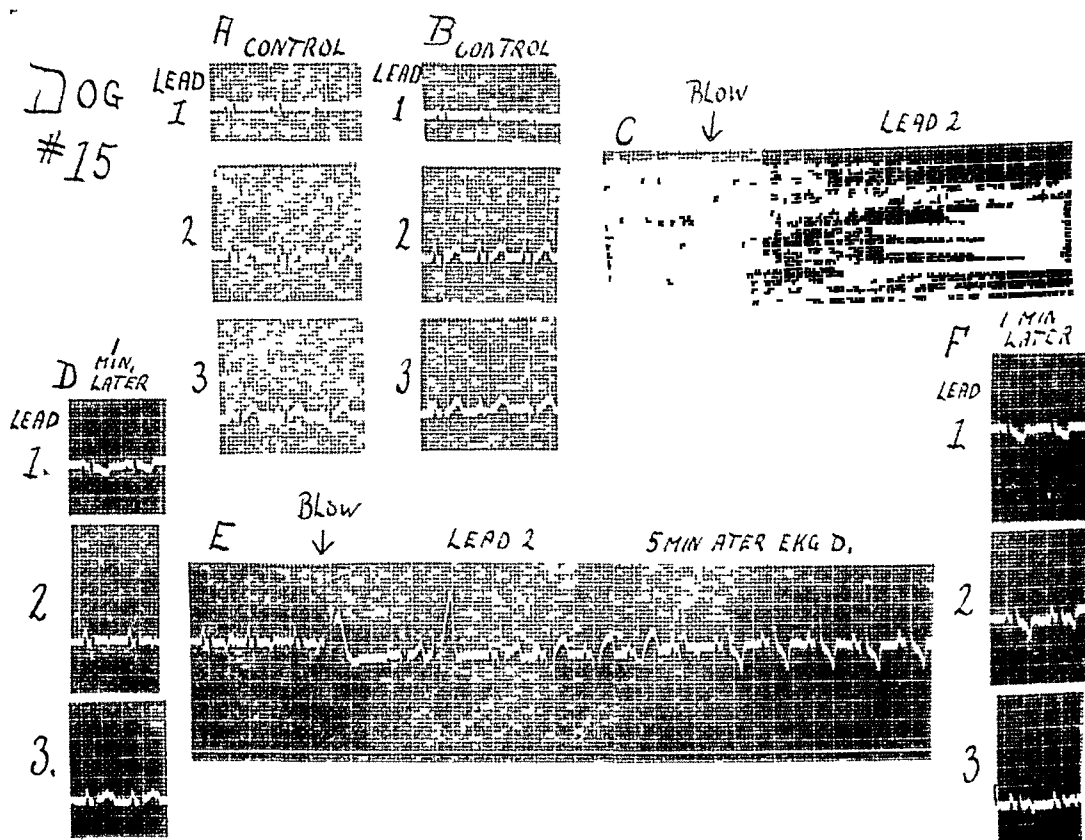 DOG
#15
A CONTROL
LEAD
1
2
3
B CONTROL
LEAD
1
2
3
C
BLOW
LEAD 2
D 1
MIN,
LATER
LEAD
1.
2
3.
E
BLOW
LEAD 2
5 MIN ATER EKG D.
F 1 MIN
LATER
LEAD
1
2
3